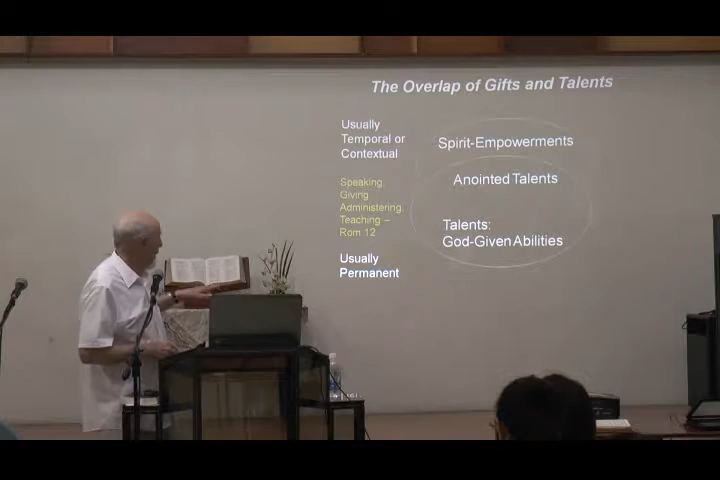 The Overlap of Gifts and Talents
Usually
Temporal or
Contextual
Spirit-Empowerments
Speaking,
Giving
Administering,
Teaching –
Rom 12
Anointed Talents
Talents:
God-Given Abilities
Usually
Permanent